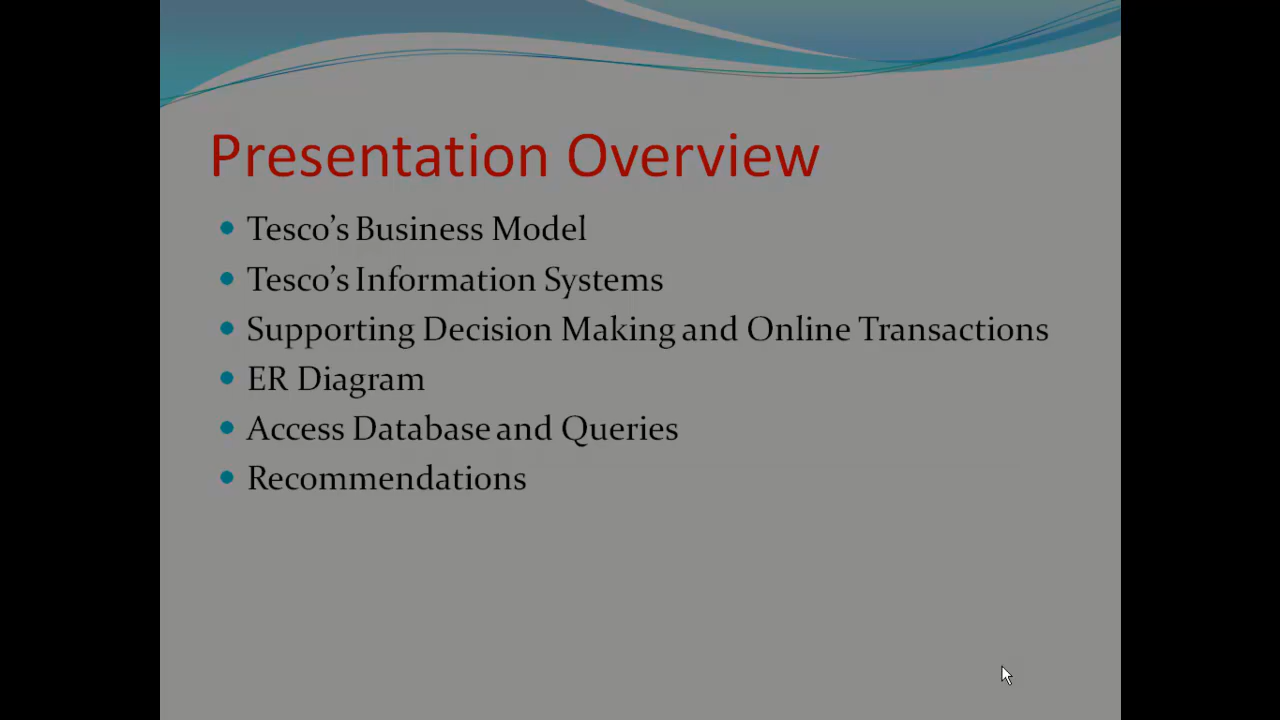 Presentation Overview
Tesco's Business Model
Tesco's Information Systems
Supporting Decision Making and Online Transactions
ER Diagram
Access Database and Queries
Recommendations